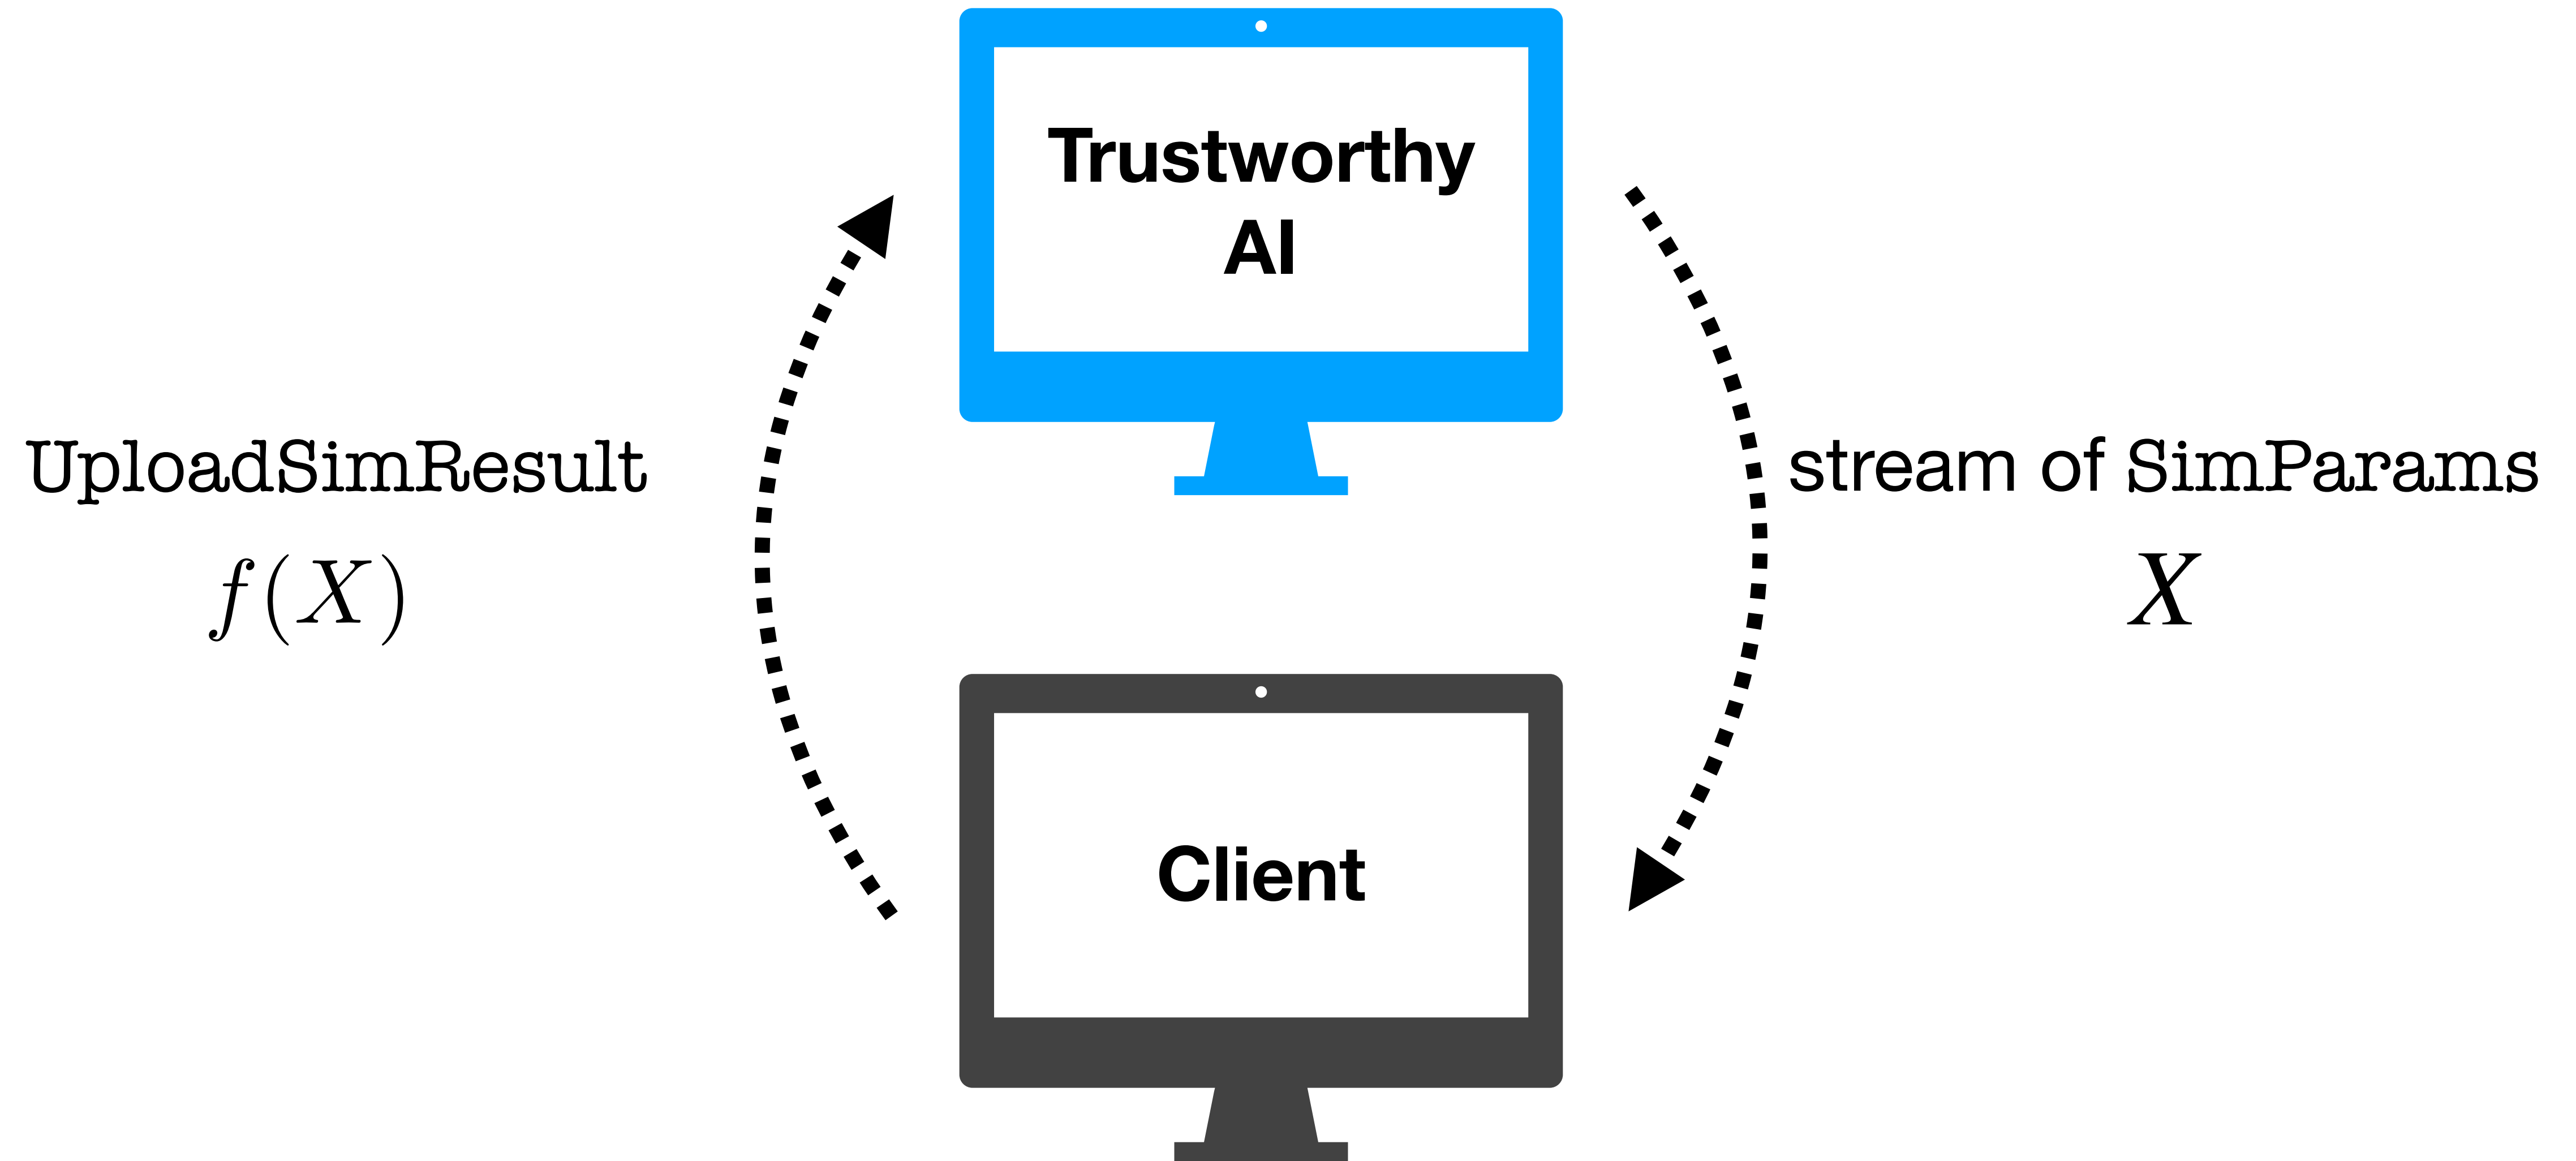 Trustworthy
AI
UploadSimResult
f(X)
stream of SimParams
X
Client